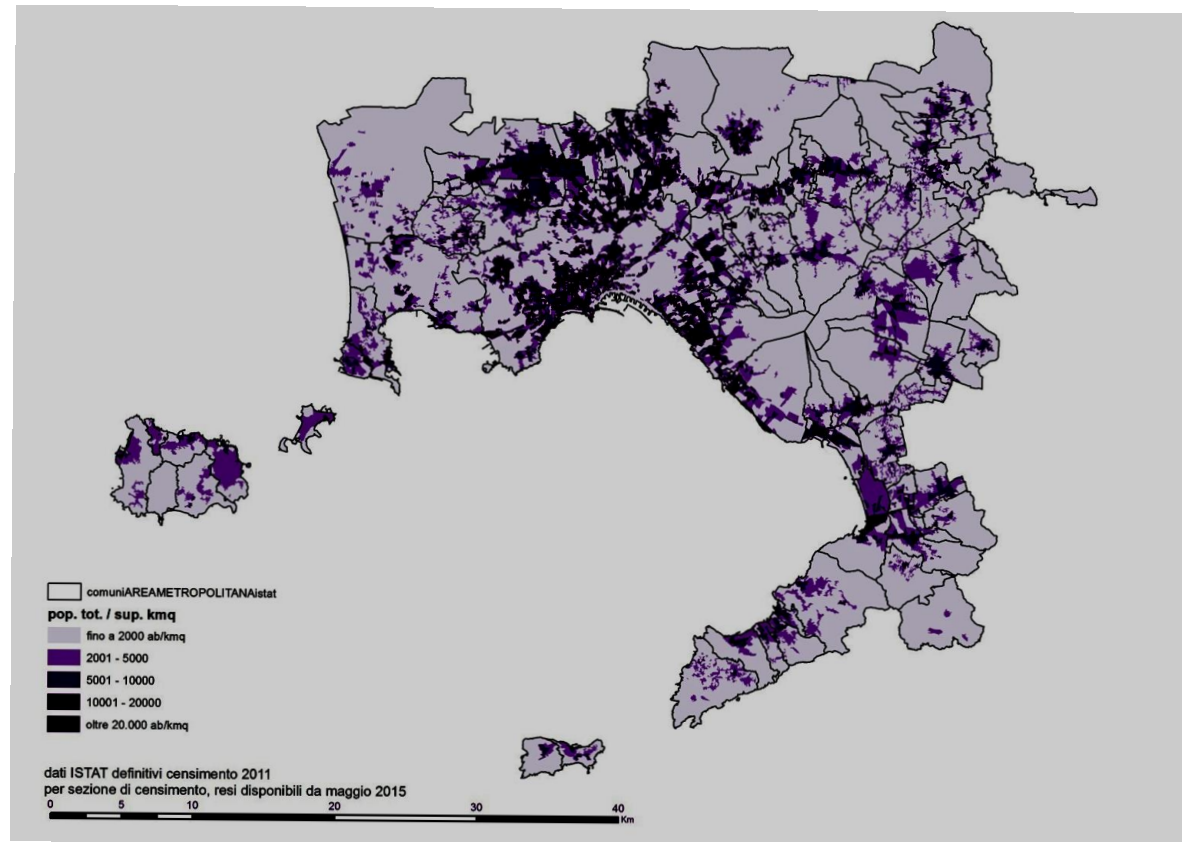 comuniAREAMETROPOLITANAistat
pop. tot. / sup. kmq
fino a 2000 ab/kmq
2001 - 5000
5001 - 10000
10001 - 20000
oltre 20.000 ab/kmq
dati ISTAT definitivi censimento 2011
per sezione di censimento, resi disponibili da maggio 2015
0 5 10 20 30 40
Km